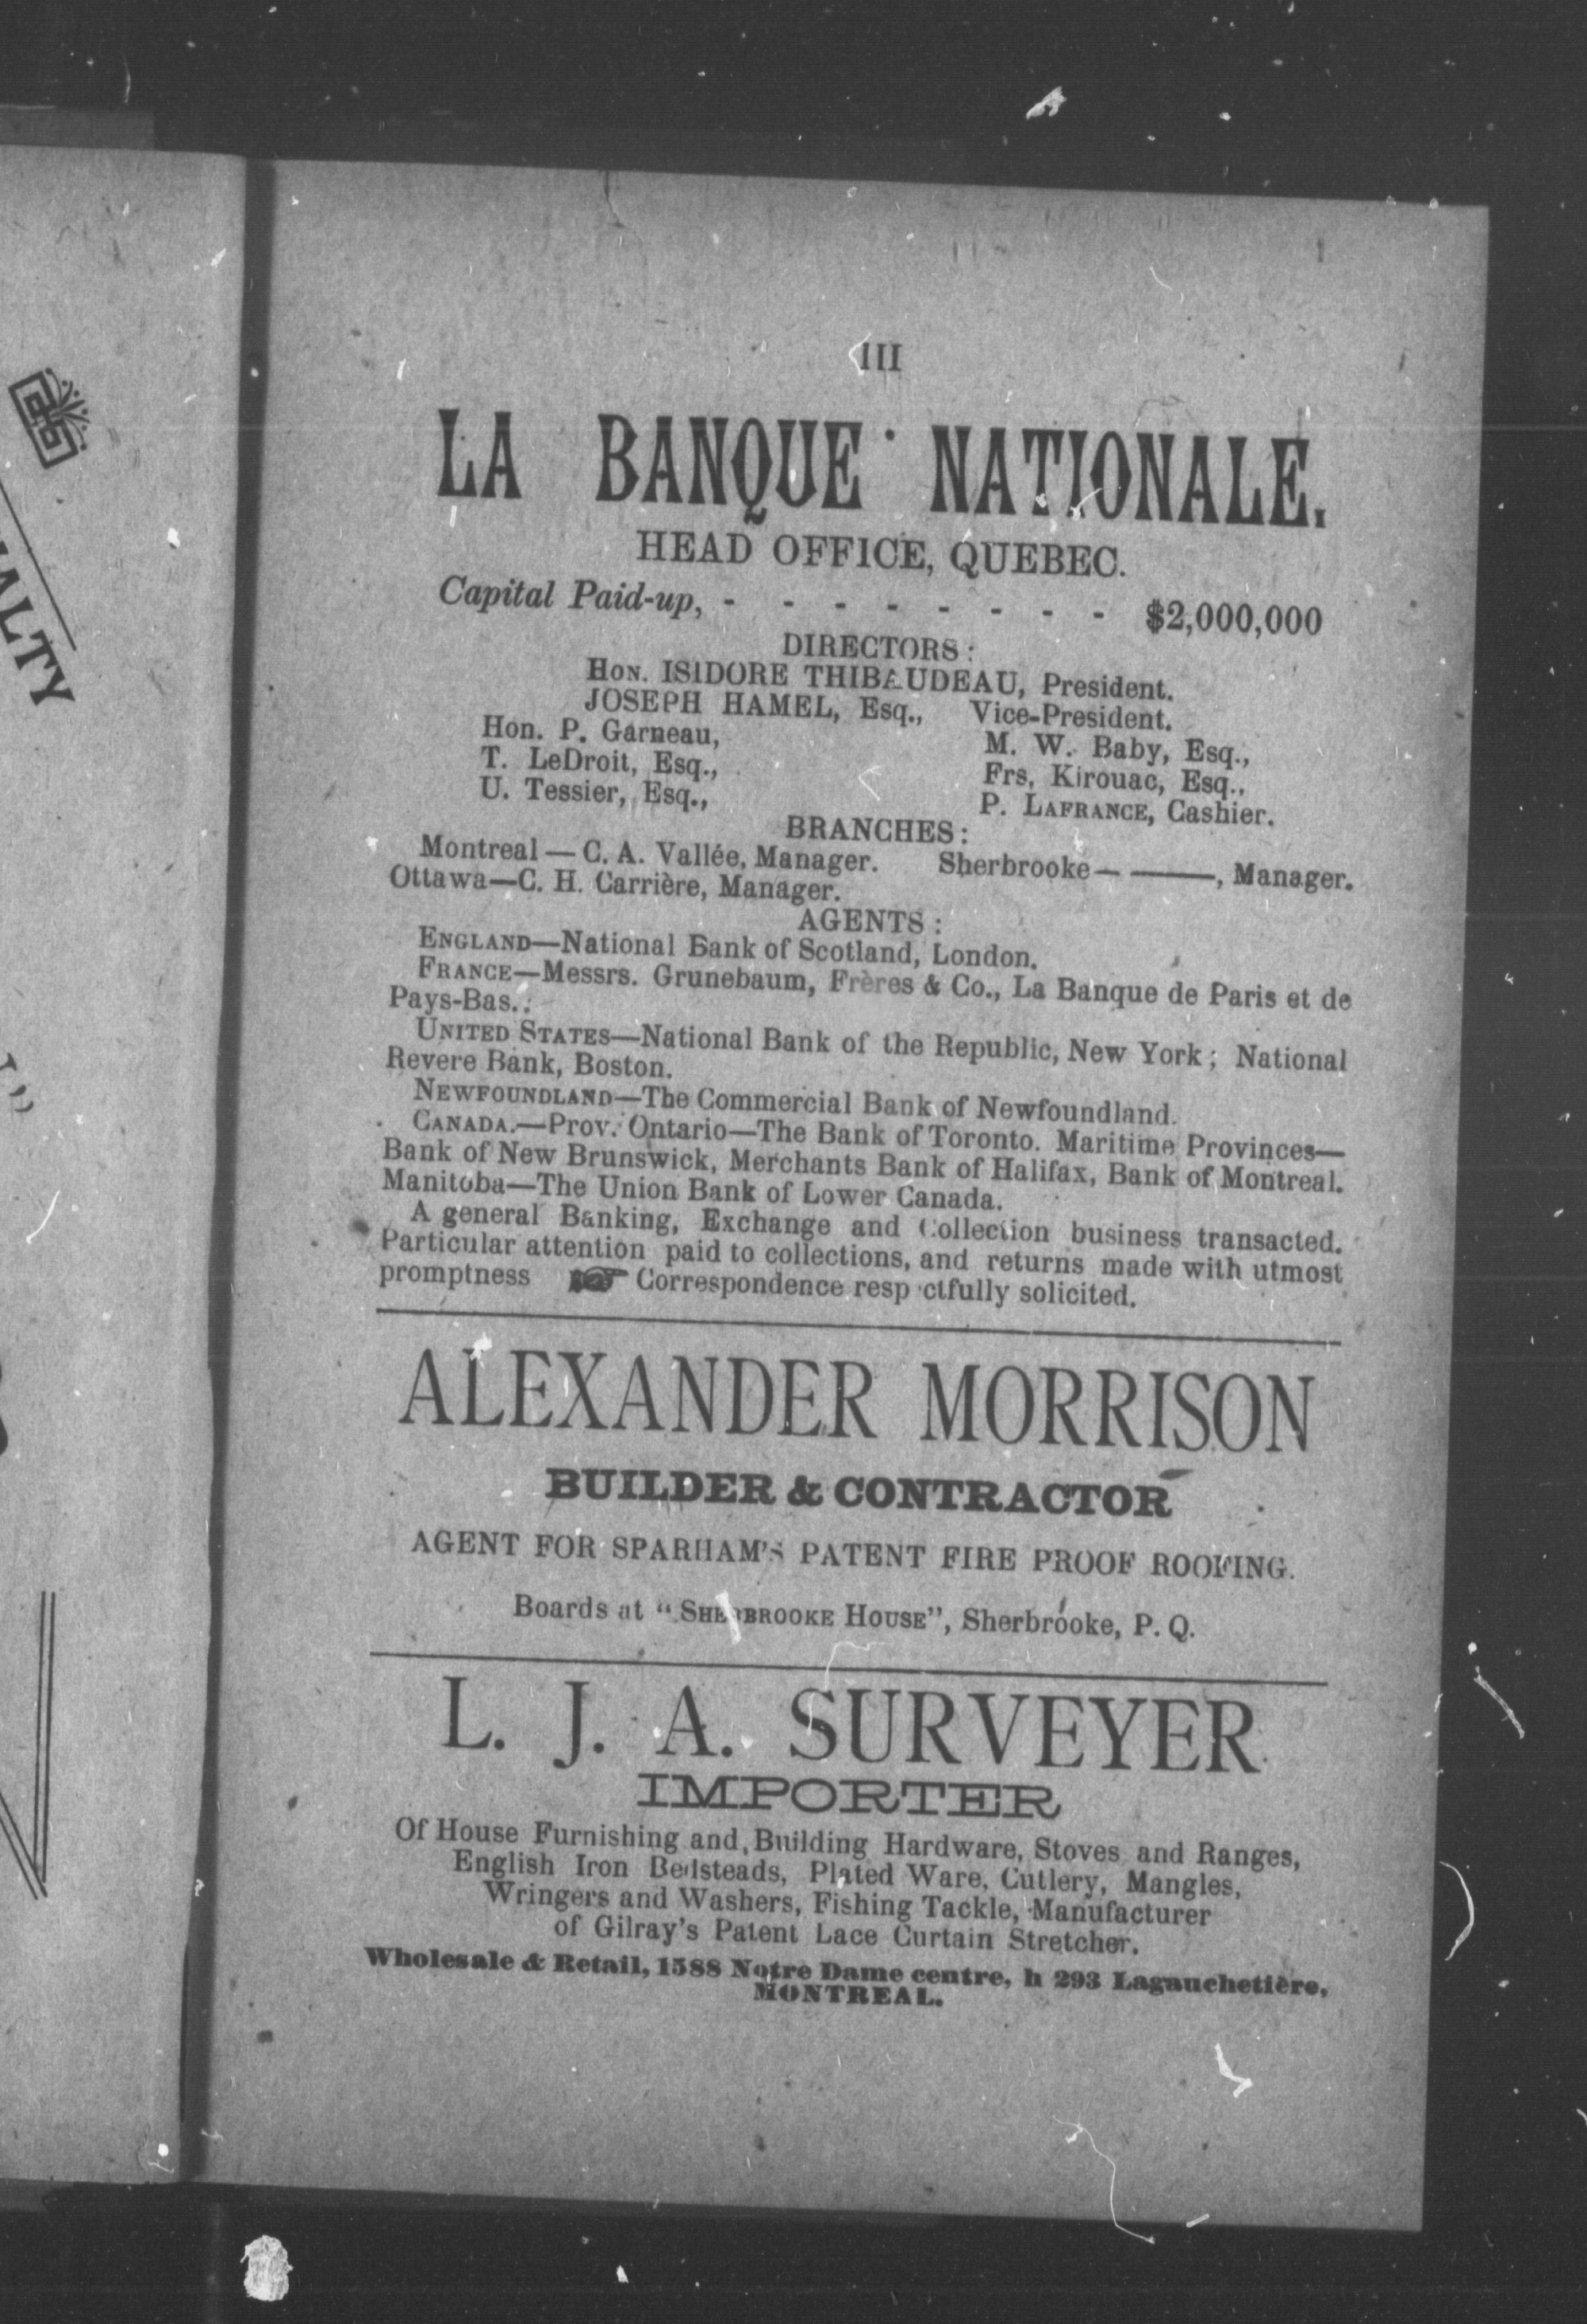 III
LA BANQUE NATIONALE.
HEAD OFFICE, QUEBEC.
Capital Paid-up, - - - - - - - - $2,000,000
DIRECTORS:
HON. ISIDORE THIBAUDEAU, President.
JOSEPH HAMEL, Esq., Vice-President.
Hon. P. Garneau, M. W. Baby, Esq.,
T. LeDroit, Esq., Frs, Kirouac, Esq.,
U. Tessier, Esq., P. LAFRANCE, Cashier.
BRANCHES:
Montreal — C. A. Vallée, Manager. Sherbrooke— ———, Manager.
Ottawa—C. H. Carrière, Manager.
AGENTS:
ENGLAND—National Bank of Scotland, London.
FRANCE—Messrs. Grunebaum, Frères & Co., La Banque de Paris et de
Pays-Bas.
UNITED STATES—National Bank of the Republic, New York; National
Revere Bank, Boston.
NEWFOUNDLAND—The Commercial Bank of Newfoundland.
CANADA.—Prov. Ontario—The Bank of Toronto. Maritime Provinces—
Bank of New Brunswick, Merchants Bank of Halifax, Bank of Montreal.
Manitoba—The Union Bank of Lower Canada.
A general Banking, Exchange and Collection business transacted.
Particular attention paid to collections, and returns made with utmost
promptness ☞ Correspondence resp ctfully solicited.
ALEXANDER MORRISON
BUILDER & CONTRACTOR
AGENT FOR SPARHAM'S PATENT FIRE PROOF ROOFING.
Boards at "SHERBROOKE HOUSE", Sherbrooke, P. Q.
L. J. A. SURVEYER
IMPORTER
Of House Furnishing and Building Hardware, Stoves and Ranges,
English Iron Bedsteads, Plated Ware, Cutlery, Mangles,
Wringers and Washers, Fishing Tackle, Manufacturer
of Gilray's Patent Lace Curtain Stretcher.
Wholesale & Retail, 1588 Notre Dame centre, h 293 Lagauchetière,
MONTREAL.